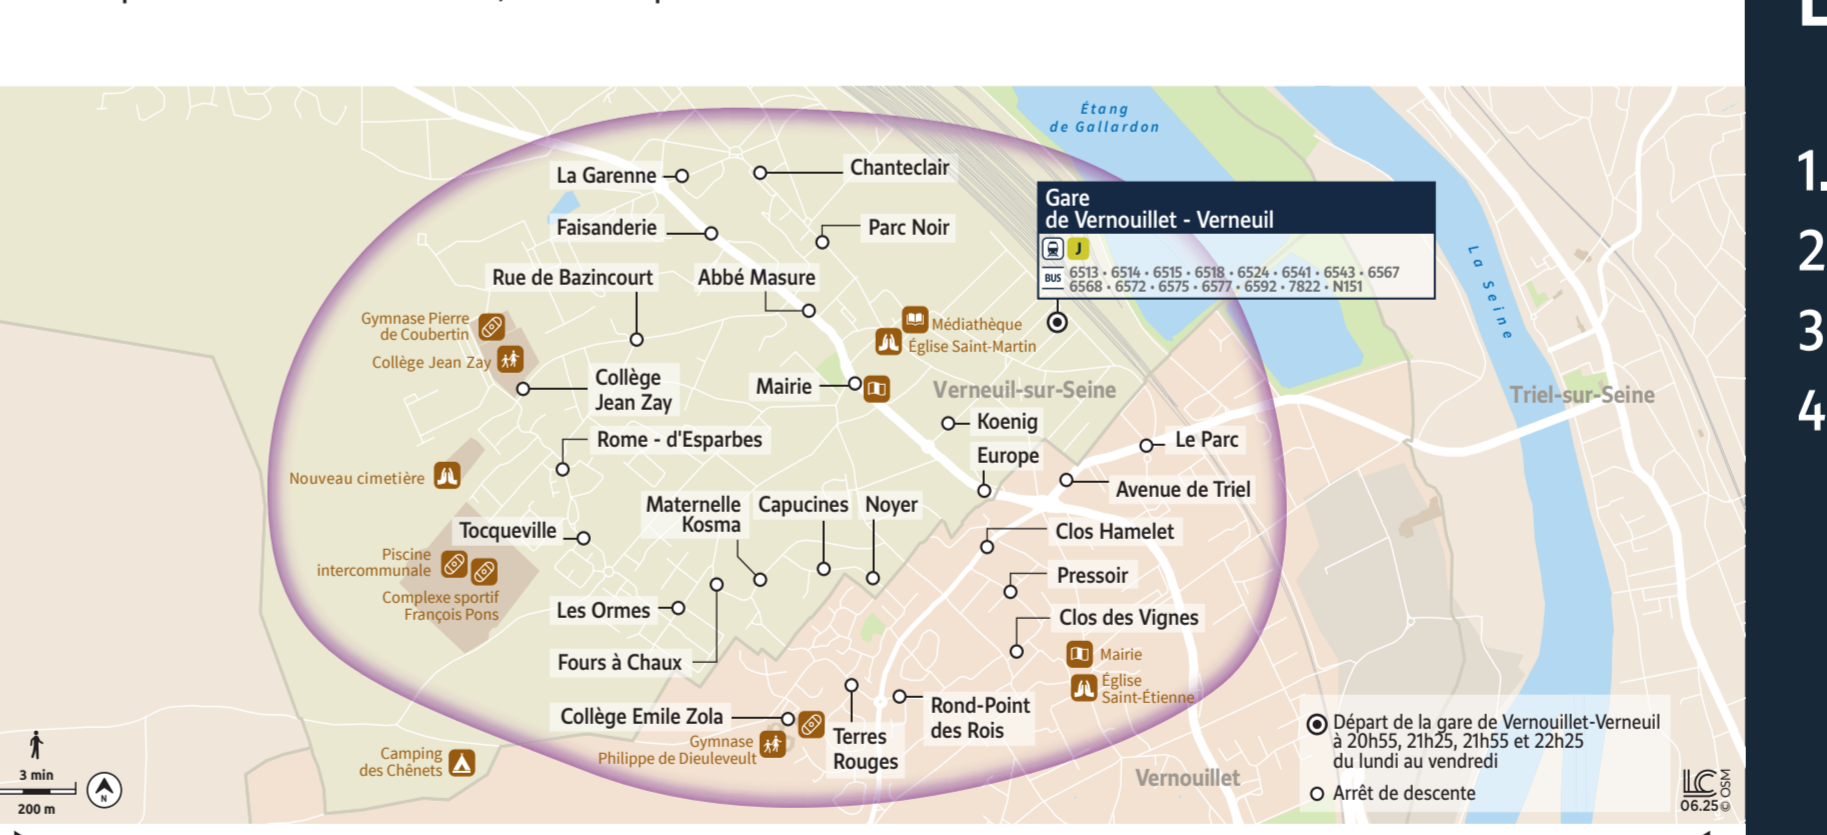 Étang
de Gallardon
La Garenne
Chanteclair
Faisanderie
Parc Noir
Gare
de Vernouillet - Verneuil
J
BUS
6513 • 6514 • 6515 • 6518 • 6524 • 6541 • 6543 • 6567
6568 • 6572 • 6575 • 6577 • 6592 • 7822 • N151
La Seine
Rue de Bazincourt
Abbé Masure
Gymnase Pierre
de Coubertin
Collège Jean Zay
Médiathèque
Église Saint-Martin
Collège
Jean Zay
Mairie
Verneuil-sur-Seine
Triel-sur-Seine
Koenig
Rome - d'Esparbes
Le Parc
Europe
Nouveau cimetière
Avenue de Triel
Maternelle
Kosma
Capucines
Noyer
Tocqueville
Clos Hamelet
Piscine
intercommunale
Pressoir
Complexe sportif
François Pons
Les Ormes
Clos des Vignes
Fours à Chaux
Mairie
Église
Saint-Étienne
Collège Emile Zola
Rond-Point
des Rois
Gymnase
Philippe de Dieuleveult
Terres
Rouges
Camping
des Chênets
Vernouillet
Départ de la gare de Vernouillet-Verneuil
à 20h55, 21h25, 21h55 et 22h25
du lundi au vendredi
Arrêt de descente
3 min
200 m
N
LC
06.25
© OSM
1.
2
3
4